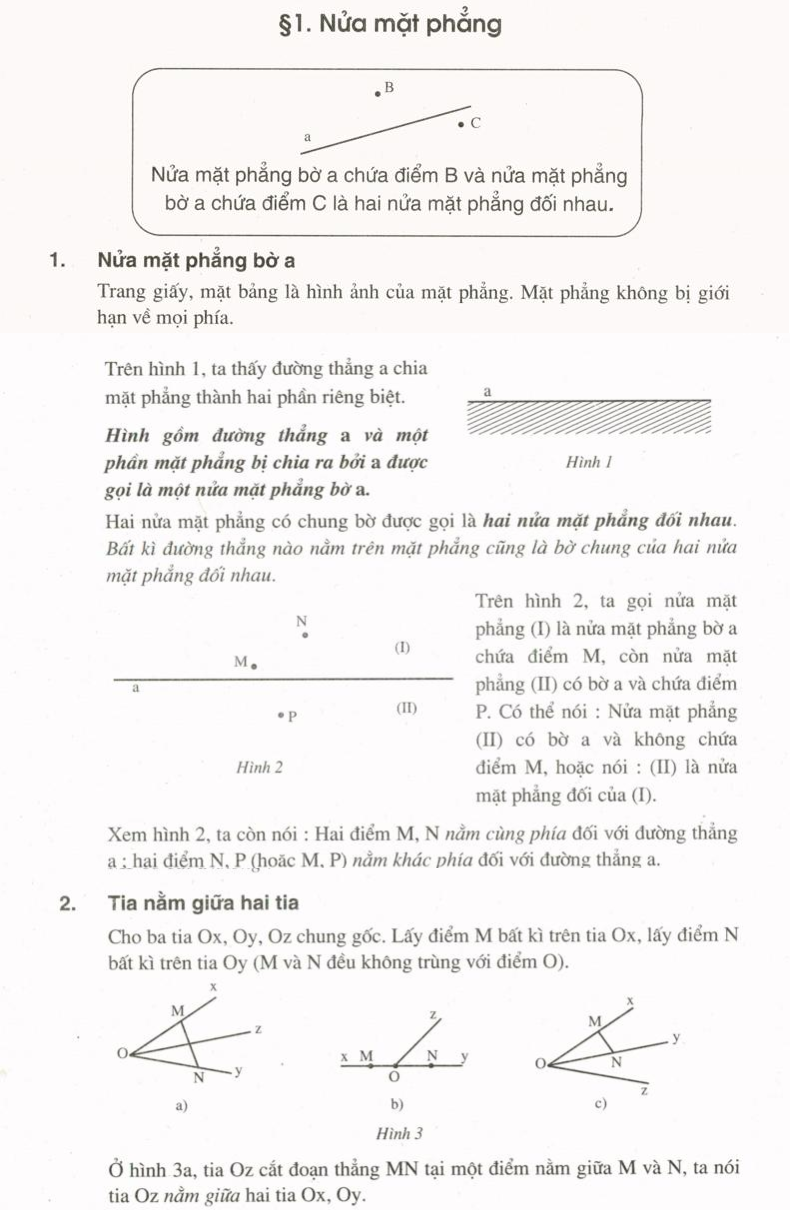 §1. Nửa mặt phẳng
B
C
a
Nửa mặt phẳng bờ a chứa điểm B và nửa mặt phẳng
bờ a chứa điểm C là hai nửa mặt phẳng đối nhau.
1. Nửa mặt phẳng bờ a
Trang giấy, mặt bảng là hình ảnh của mặt phẳng. Mặt phẳng không bị giới
hạn về mọi phía.
Trên hình 1, ta thấy đường thẳng a chia
mặt phẳng thành hai phần riêng biệt.
Hình gồm đường thẳng a và một
phần mặt phẳng bị chia ra bởi a được
gọi là một nửa mặt phẳng bờ a.
a
Hình 1
Hai nửa mặt phẳng có chung bờ được gọi là hai nửa mặt phẳng đối nhau.
Bất kì đường thẳng nào nằm trên mặt phẳng cũng là bờ chung của hai nửa
mặt phẳng đối nhau.
N
(I)
M
a
P
(II)
Hình 2
Trên hình 2, ta gọi nửa mặt
phẳng (I) là nửa mặt phẳng bờ a
chứa điểm M, còn nửa mặt
phẳng (II) có bờ a và chứa điểm
P. Có thể nói : Nửa mặt phẳng
(II) có bờ a và không chứa
điểm M, hoặc nói : (II) là nửa
mặt phẳng đối của (I).
Xem hình 2, ta còn nói : Hai điểm M, N nằm cùng phía đối với đường thẳng
a ; hai điểm N, P (hoặc M, P) nằm khác phía đối với đường thẳng a.
2. Tia nằm giữa hai tia
Cho ba tia Ox, Oy, Oz chung gốc. Lấy điểm M bất kì trên tia Ox, lấy điểm N
bất kì trên tia Oy (M và N đều không trùng với điểm O).
x
M
z
O
N
y
a)
z
x M N y
O
b)
x
M
y
O
N
z
c)
Hình 3
Ở hình 3a, tia Oz cắt đoạn thẳng MN tại một điểm nằm giữa M và N, ta nói
tia Oz nằm giữa hai tia Ox, Oy.